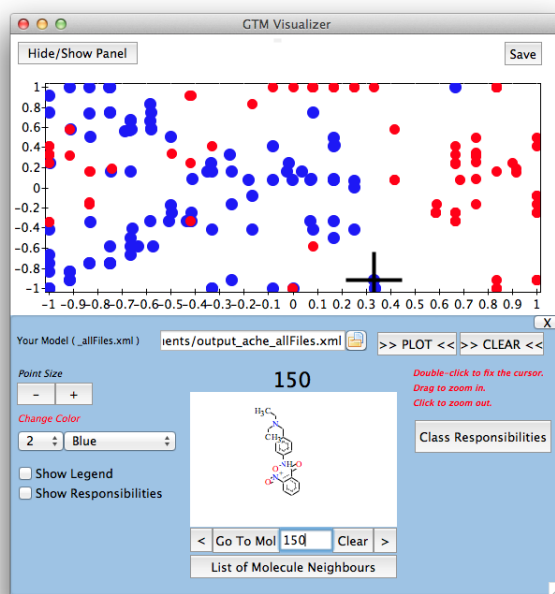 GTM Visualizer
Hide/Show Panel
Save
1
0.8
0.6
0.4
0.2
0
-0.2
-0.4
-0.6
-0.8
-1
-1 -0.9 -0.8 -0.7 -0.6 -0.5 -0.4 -0.3 -0.2 -0.1 0 0.1 0.2 0.3 0.4 0.5 0.6 0.7 0.8 0.9 1
X
Your Model ( _allFiles.xml )
ents/output_ache_allFiles.xml
>> PLOT <<
>> CLEAR <<
Point Size
- +
Change Color
2
Blue
Show Legend
Show Responsibilities
150
H3C
N
CH3
NH
O
O
N+
O
< Go To Mol 150 Clear >
List of Molecule Neighbours
Double-click to fix the cursor.
Drag to zoom in.
Click to zoom out.
Class Responsibilities